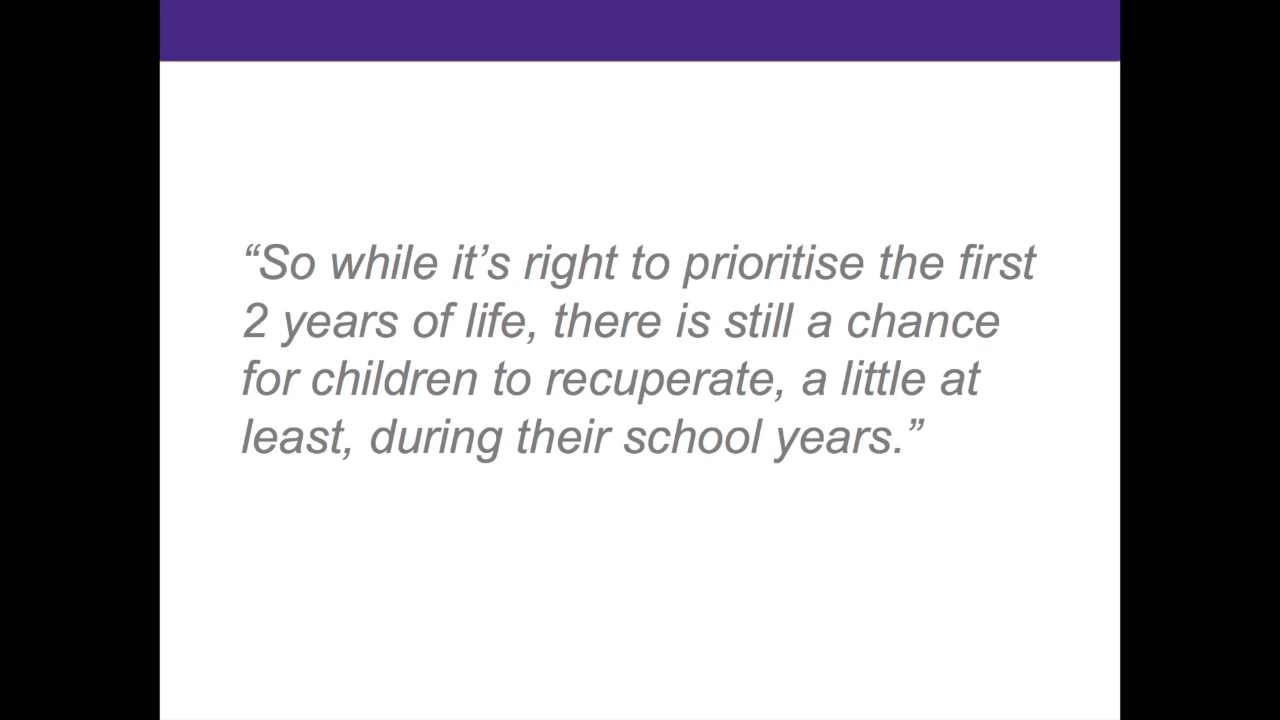 “So while it’s right to prioritise the first
2 years of life, there is still a chance
for children to recuperate, a little at
least, during their school years.”